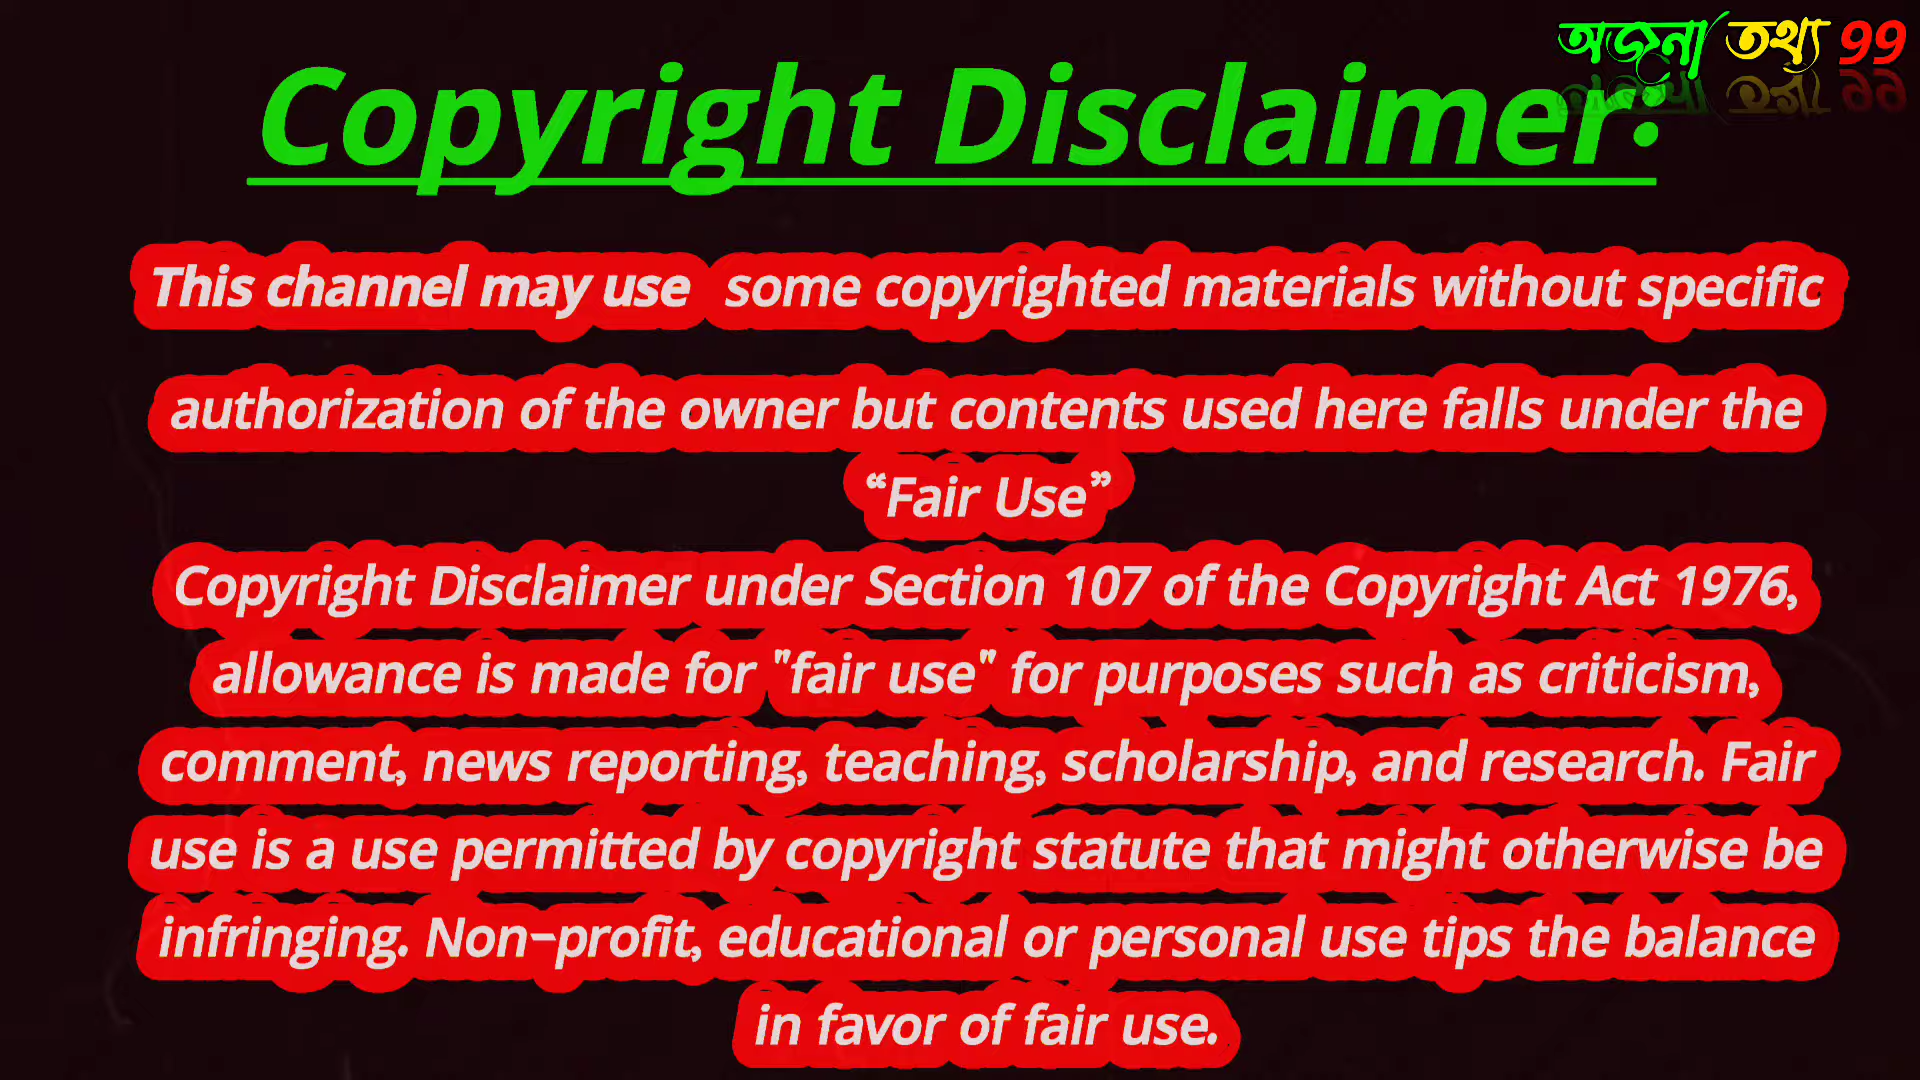 অজানা তথ্য 99
Copyright Disclaimer:
This channel may use some copyrighted materials without specific
authorization of the owner but contents used here falls under the
“Fair Use”
Copyright Disclaimer under Section 107 of the Copyright Act 1976,
allowance is made for "fair use" for purposes such as criticism,
comment, news reporting, teaching, scholarship, and research. Fair
use is a use permitted by copyright statute that might otherwise be
infringing. Non-profit, educational or personal use tips the balance
in favor of fair use.